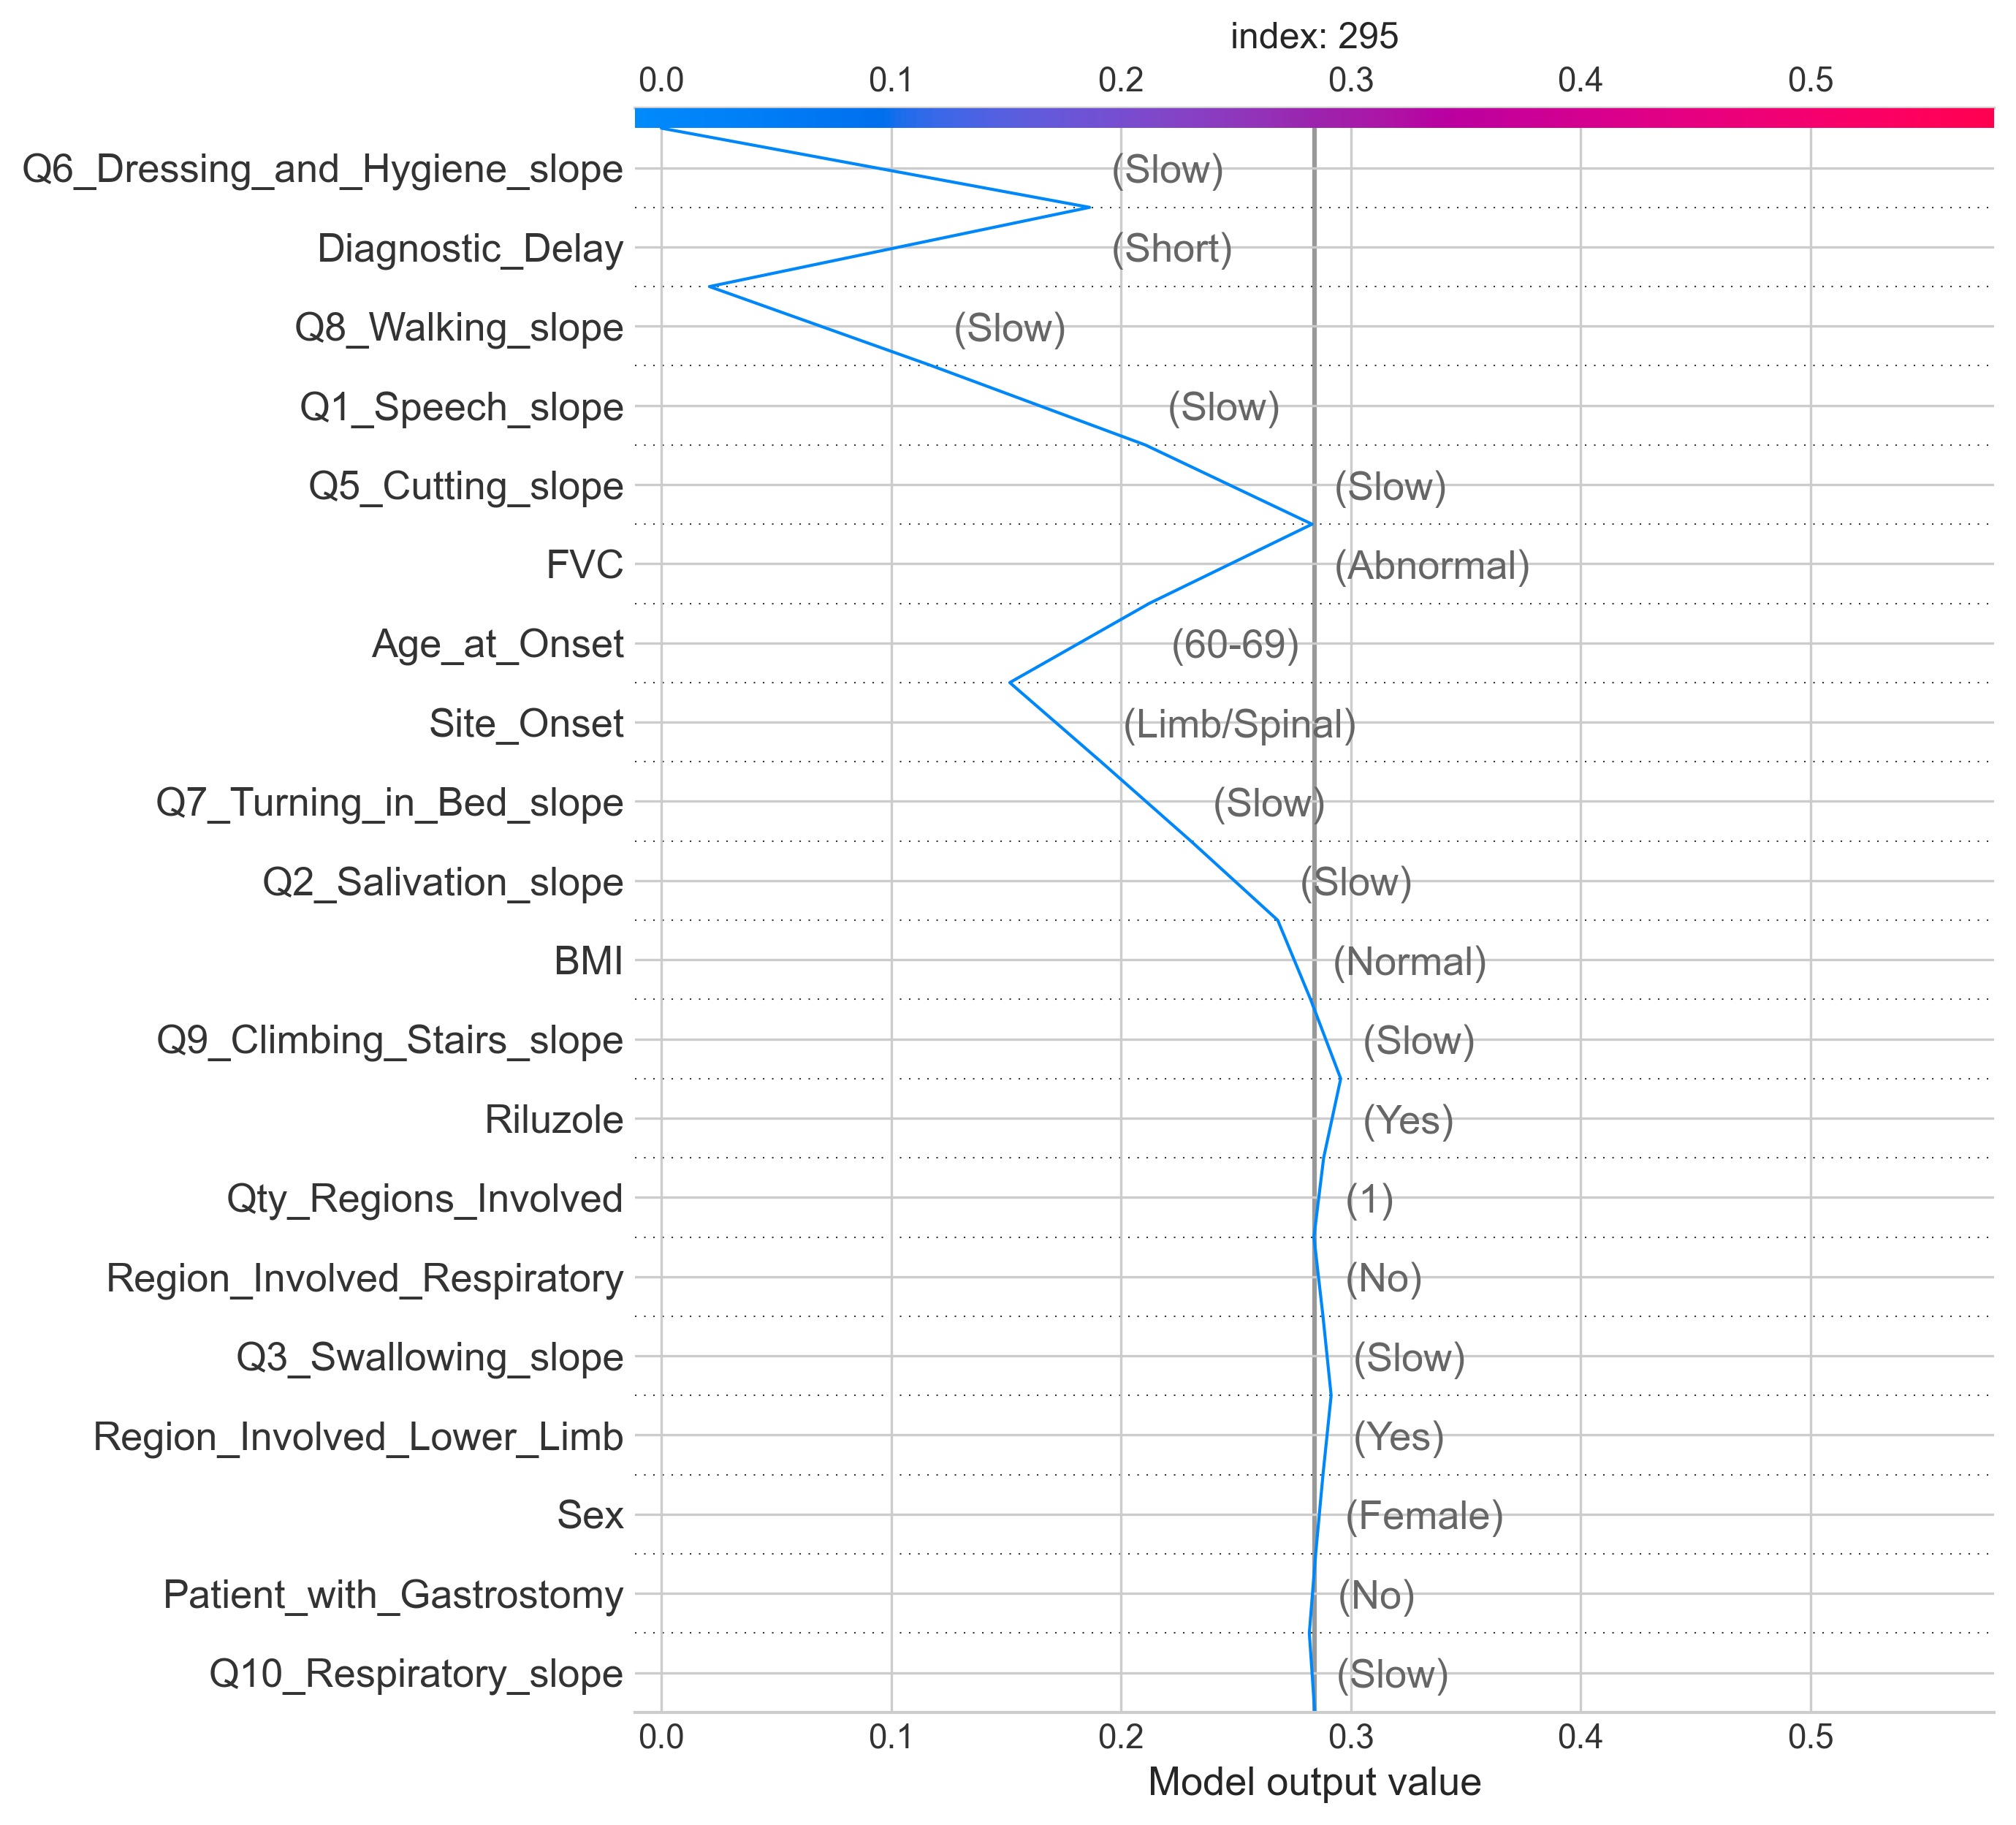 index: 295
0.0 0.1 0.2 0.3 0.4 0.5
Q6_Dressing_and_Hygiene_slope (Slow)
Diagnostic_Delay (Short)
Q8_Walking_slope (Slow)
Q1_Speech_slope (Slow)
Q5_Cutting_slope (Slow)
FVC (Abnormal)
Age_at_Onset (60-69)
Site_Onset (Limb/Spinal)
Q7_Turning_in_Bed_slope (Slow)
Q2_Salivation_slope (Slow)
BMI (Normal)
Q9_Climbing_Stairs_slope (Slow)
Riluzole (Yes)
Qty_Regions_Involved (1)
Region_Involved_Respiratory (No)
Q3_Swallowing_slope (Slow)
Region_Involved_Lower_Limb (Yes)
Sex (Female)
Patient_with_Gastrostomy (No)
Q10_Respiratory_slope (Slow)
0.0 0.1 0.2 0.3 0.4 0.5
Model output value